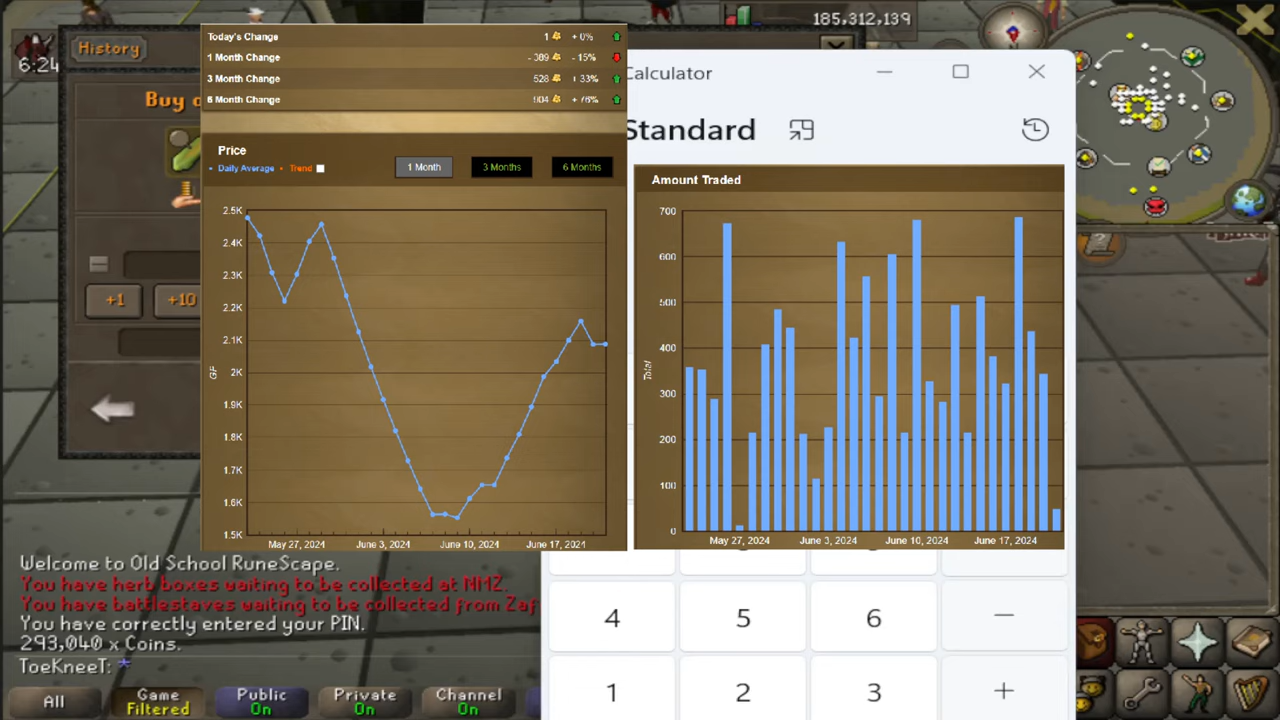 185,312,139
6:24
History
Buy o
+1
+10
Today's Change 1 + 0%
1 Month Change - 389 - 15%
3 Month Change 528 + 33%
6 Month Change 904 + 76%
Price
Daily Average Trend
1 Month 3 Months 6 Months
2.5K
2.4K
2.3K
2.2K
2.1K
2K
1.9K
1.8K
1.7K
1.6K
1.5K
GP
May 27, 2024 June 3, 2024 June 10, 2024 June 17, 2024
Calculator
Standard
Amount Traded
700
600
500
400
300
200
100
0
Total
May 27, 2024 June 3, 2024 June 10, 2024 June 17, 2024
4 5 6 −
1 2 3 +
Welcome to Old School RuneScape.
You have herb boxes waiting to be collected at NMZ.
You have battlestaves waiting to be collected from Zaf
You have correctly entered your PIN.
293,040 x Coins.
ToeKneeT: *
All
Game
Filtered
Public
On
Private
On
Channel
On